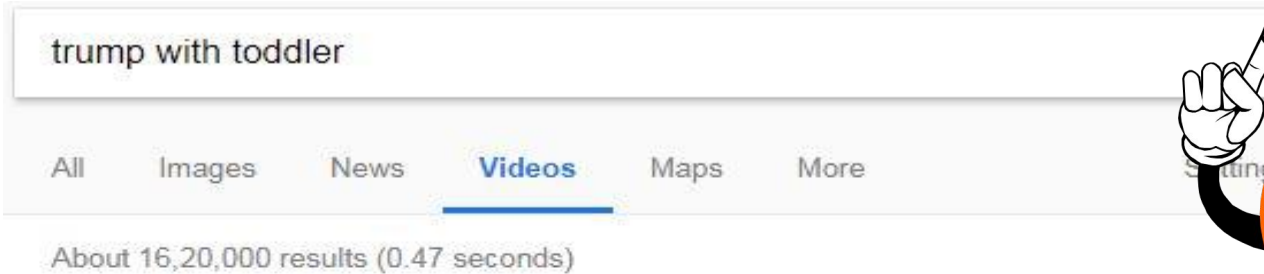 trump with toddler
All Images News Videos Maps More
About 16,20,000 results (0.47 seconds)